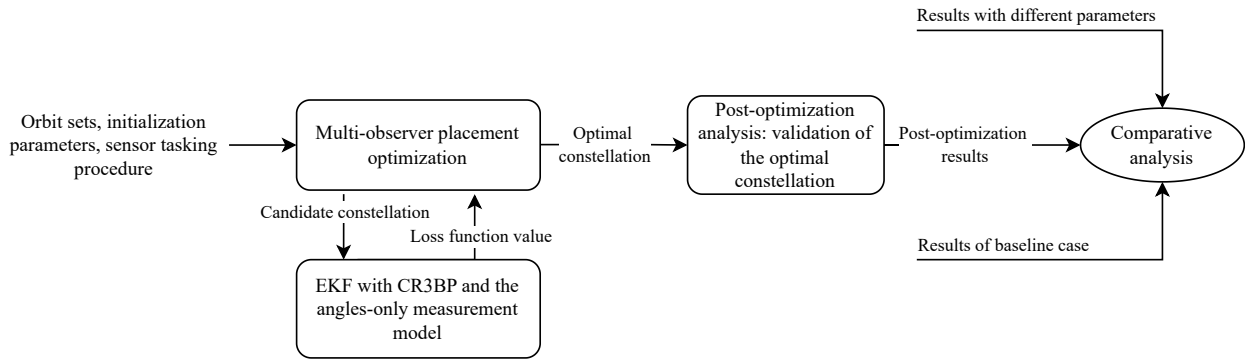 Orbit sets, initialization
parameters, sensor tasking
procedure
Multi-observer placement
optimization
Candidate constellation
Loss function value
EKF with CR3BP and the
angles-only measurement
model
Optimal
constellation
Post-optimization
analysis: validation of
the optimal
constellation
Post-optimization
results
Results with different parameters
Comparative
analysis
Results of baseline case